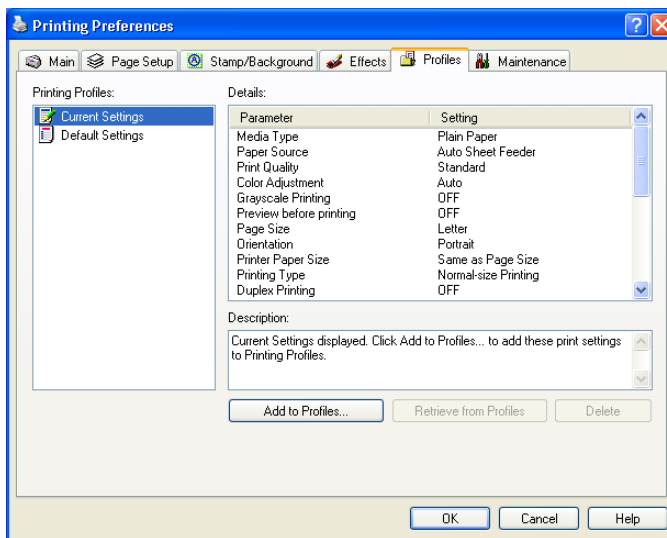 Printing Preferences
Main Page Setup Stamp/Background Effects Profiles Maintenance
Printing Profiles:
Current Settings
Default Settings
Details:
Parameter Setting
Media Type Plain Paper
Paper Source Auto Sheet Feeder
Print Quality Standard
Color Adjustment Auto
Grayscale Printing OFF
Preview before printing OFF
Page Size Letter
Orientation Portrait
Printer Paper Size Same as Page Size
Printing Type Normal-size Printing
Duplex Printing OFF
Description:
Current Settings displayed. Click Add to Profiles... to add these print settings
to Printing Profiles.
Add to Profiles... Retrieve from Profiles Delete
OK Cancel Help